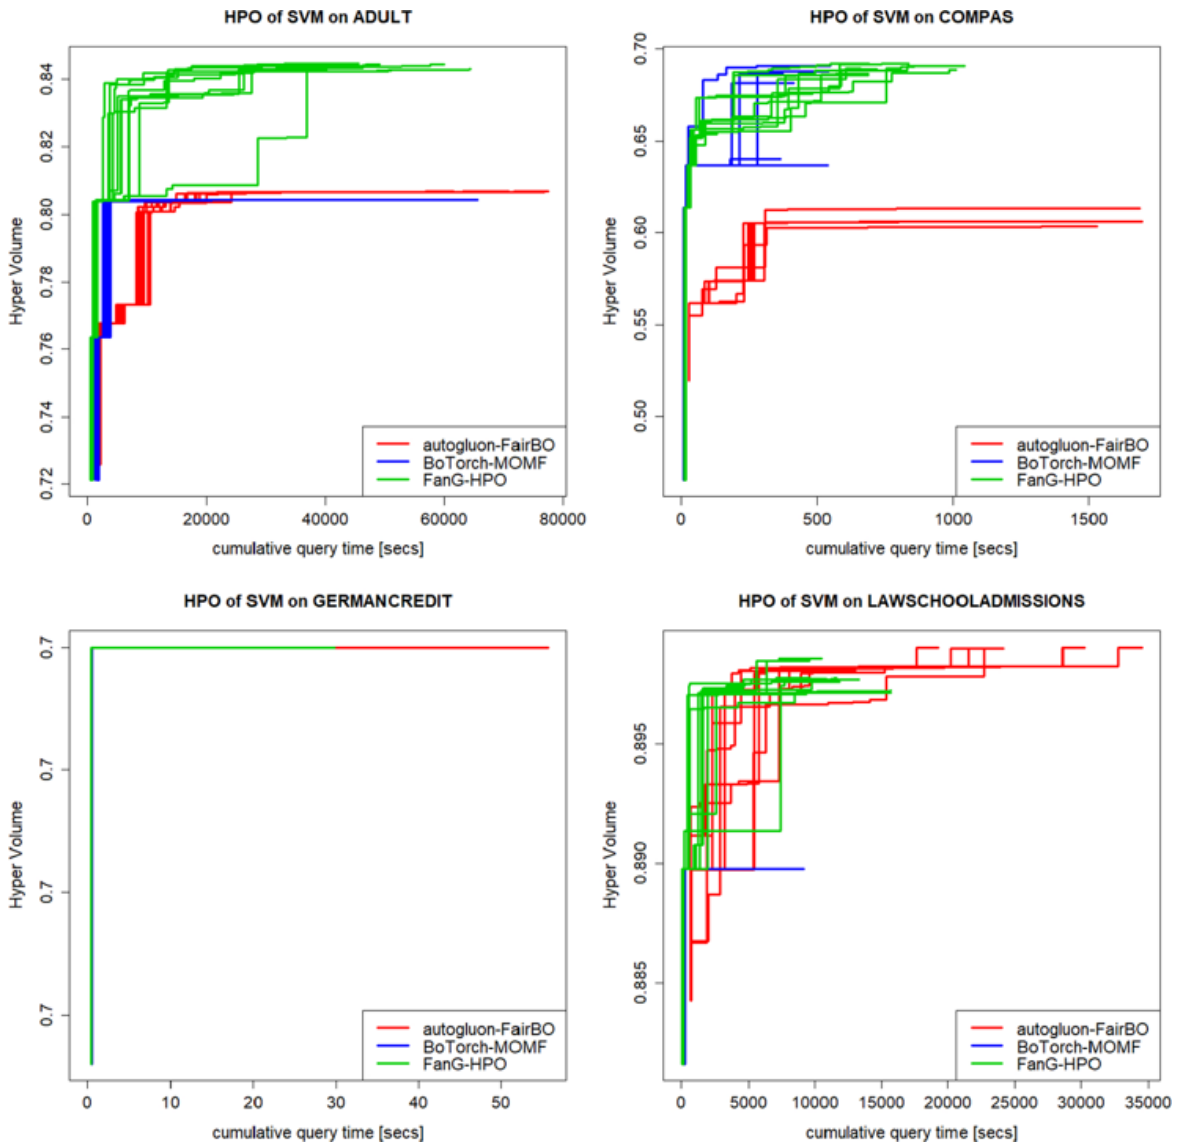 HPO of SVM on ADULT
Hyper Volume
0.84
0.82
0.80
0.78
0.76
0.74
0.72
autogluon-FairBO
BoTorch-MOMF
FanG-HPO
0 20000 40000 60000 80000
cumulative query time [secs]
HPO of SVM on COMPAS
Hyper Volume
0.70
0.65
0.60
0.55
0.50
autogluon-FairBO
BoTorch-MOMF
FanG-HPO
0 500 1000 1500
cumulative query time [secs]
HPO of SVM on GERMANCREDIT
Hyper Volume
0.7
0.7
0.7
0.7
autogluon-FairBO
BoTorch-MOMF
FanG-HPO
0 10 20 30 40 50
cumulative query time [secs]
HPO of SVM on LAWSCHOOLADMISSIONS
Hyper Volume
0.895
0.890
0.885
autogluon-FairBO
BoTorch-MOMF
FanG-HPO
0 5000 10000 15000 20000 25000 30000 35000
cumulative query time [secs]